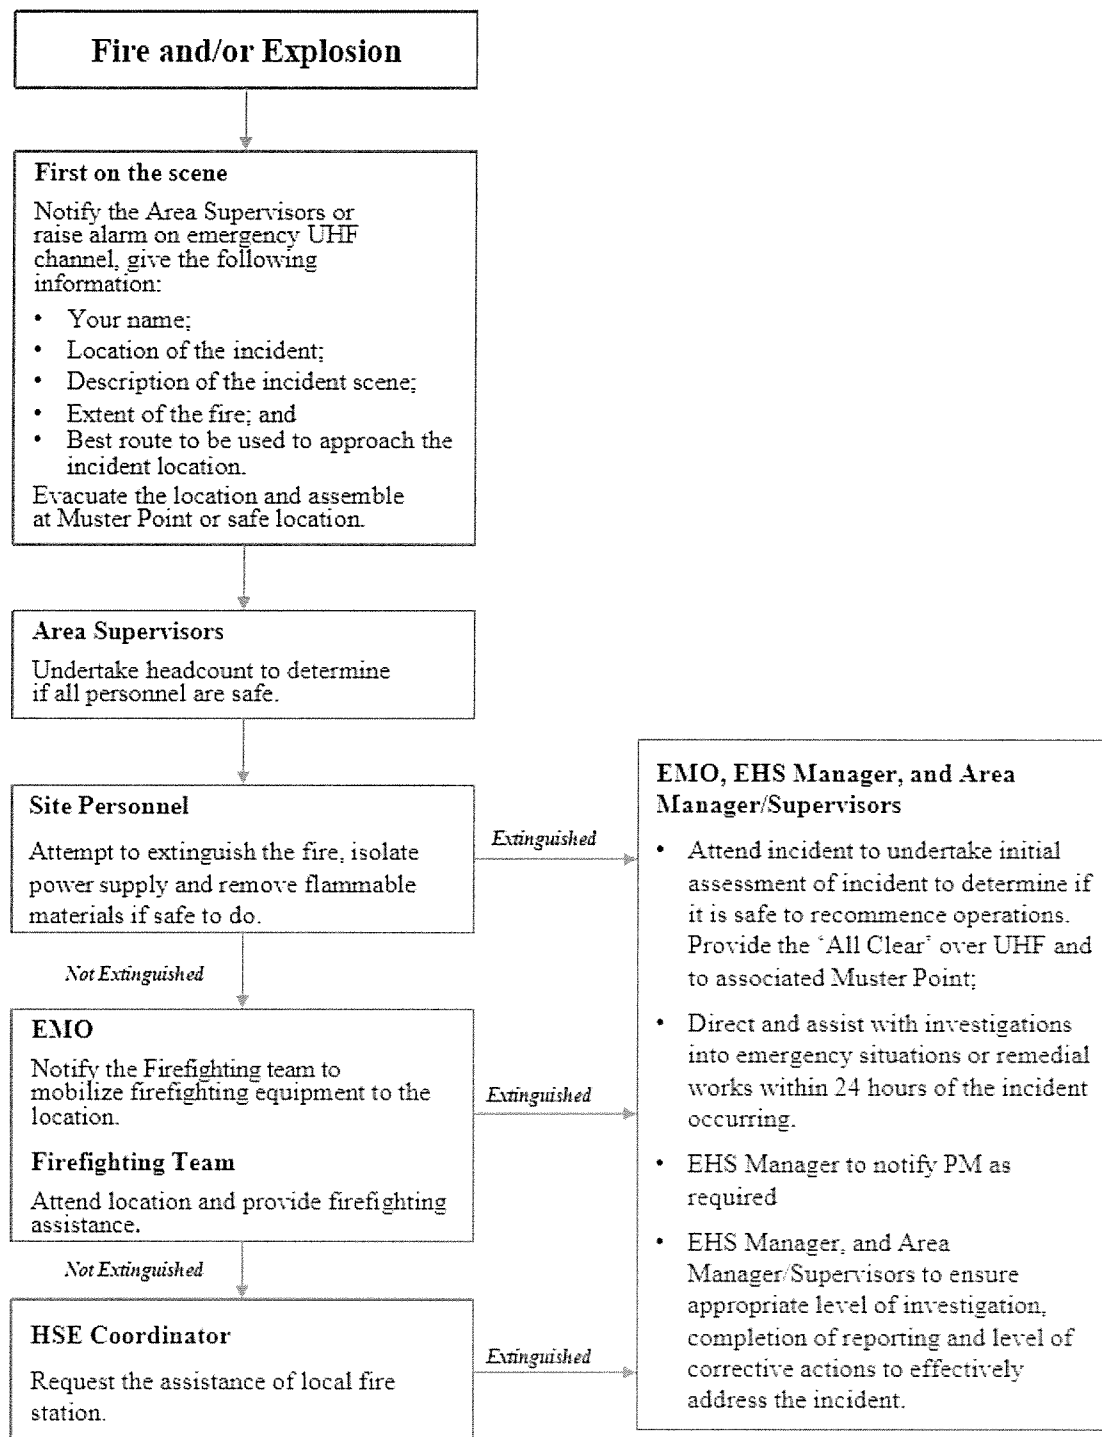 Fire and/or Explosion
First on the scene
Notify the Area Supervisors or
raise alarm on emergency UHF
channel, give the following
information:
• Your name;
• Location of the incident;
• Description of the incident scene;
• Extent of the fire; and
• Best route to be used to approach the
incident location.
Evacuate the location and assemble
at Muster Point or safe location.
Area Supervisors
Undertake headcount to determine
if all personnel are safe.
Site Personnel
Attempt to extinguish the fire, isolate
power supply and remove flammable
materials if safe to do.
Extinguished
Not Extinguished
EMO
Notify the Firefighting team to
mobilize firefighting equipment to the
location.
Firefighting Team
Attend location and provide firefighting
assistance.
Extinguished
Not Extinguished
HSE Coordinator
Request the assistance of local fire
station.
Extinguished
EMO, EHS Manager, and Area
Manager/Supervisors
• Attend incident to undertake initial
assessment of incident to determine if
it is safe to recommence operations.
Provide the ‘All Clear’ over UHF and
to associated Muster Point;
• Direct and assist with investigations
into emergency situations or remedial
works within 24 hours of the incident
occurring.
• EHS Manager to notify PM as
required
• EHS Manager, and Area
Manager/Supervisors to ensure
appropriate level of investigation,
completion of reporting and level of
corrective actions to effectively
address the incident.